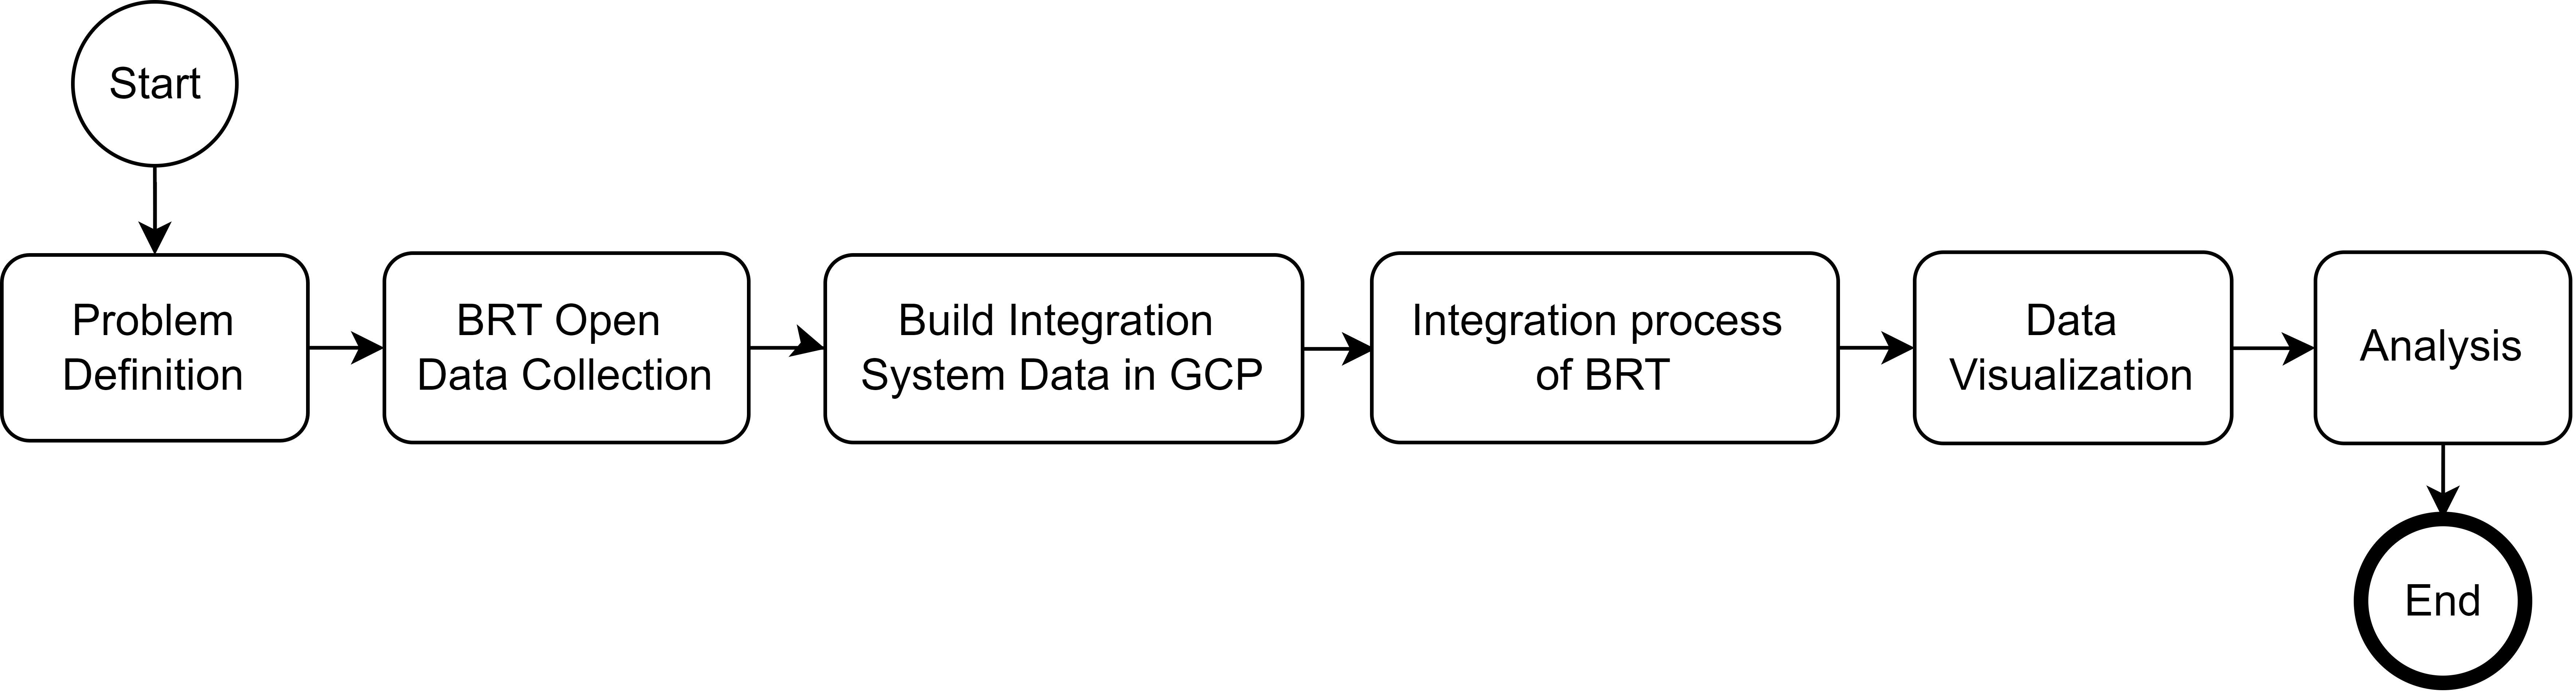 Start
Problem
Definition
BRT Open
Data Collection
Build Integration
System Data in GCP
Integration process
of BRT
Data
Visualization
Analysis
End